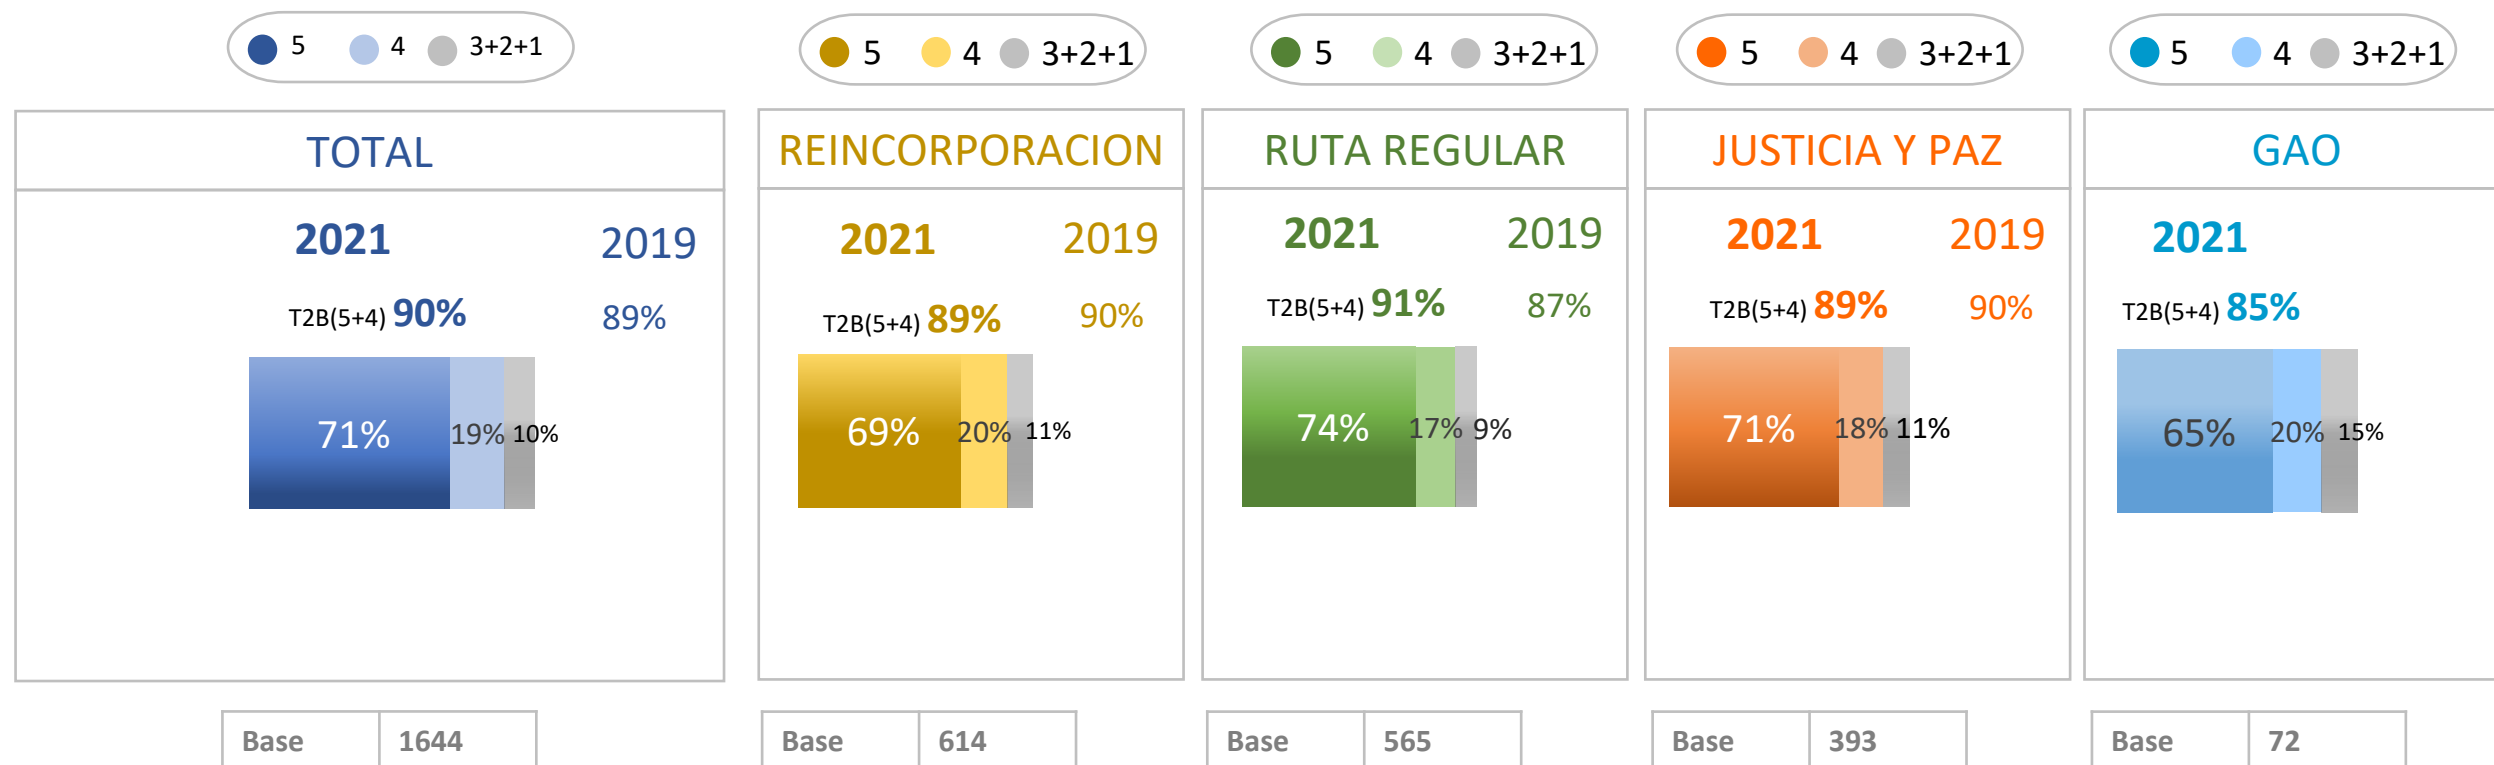 5 4 3+2+1
5 4 3+2+1
5 4 3+2+1
5 4 3+2+1
5 4 3+2+1
TOTAL
2021 2019
T2B(5+4) 90% 89%
71% 19% 10%
Base 1644
REINCORPORACION
2021 2019
T2B(5+4) 89% 90%
69% 20% 11%
Base 614
RUTA REGULAR
2021 2019
T2B(5+4) 91% 87%
74% 17% 9%
Base 565
JUSTICIA Y PAZ
2021 2019
T2B(5+4) 89% 90%
71% 18% 11%
Base 393
GAO
2021
T2B(5+4) 85%
65% 20% 15%
Base 72